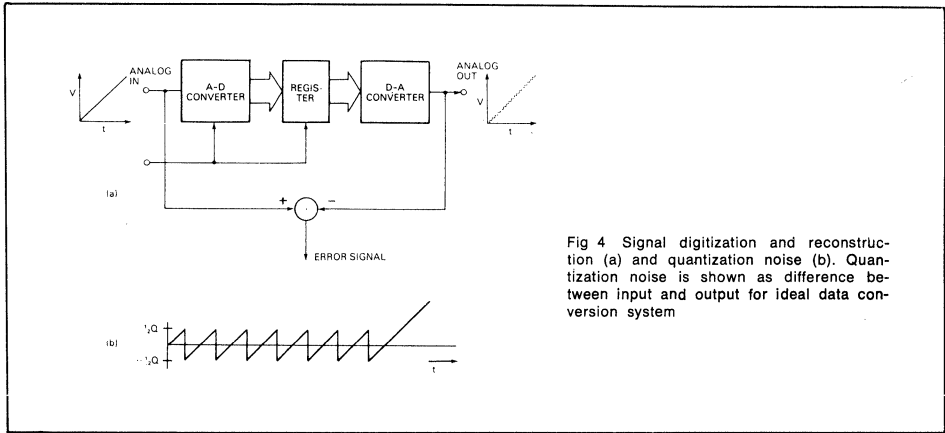 ANALOG
IN
V
t
A-D
CONVERTER
REGIS-
TER
D-A
CONVERTER
ANALOG
OUT
V
t
(a)
+
−
ERROR SIGNAL
(b)
½Q
-½Q
t
Fig 4 Signal digitization and reconstruc-
tion (a) and quantization noise (b). Quan-
tization noise is shown as difference be-
tween input and output for ideal data con-
version system